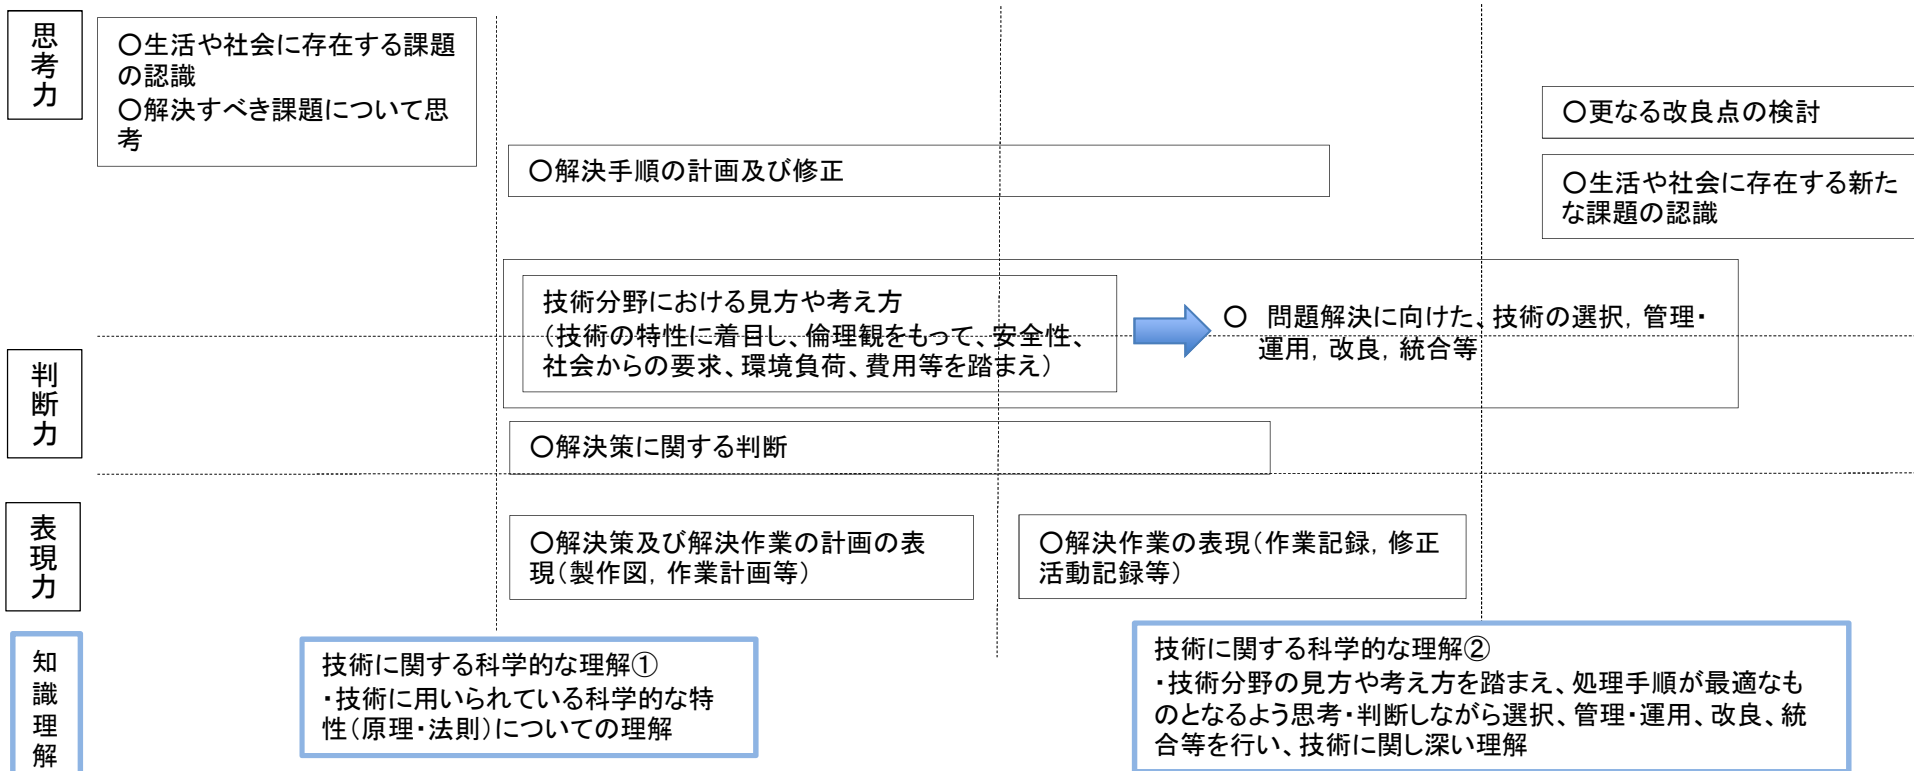 思考力
〇生活や社会に存在する課題
の認識
〇解決すべき課題について思
考
〇更なる改良点の検討
〇解決手順の計画及び修正
〇生活や社会に存在する新た
な課題の認識
技術分野における見方や考え方
（技術の特性に着目し、倫理観をもって、安全性、
社会からの要求、環境負荷、費用等を踏まえ）
〇　問題解決に向けた、技術の選択，管理・
運用，改良，統合等
判断力
〇解決策に関する判断
表現力
〇解決策及び解決作業の計画の表
現（製作図，作業計画等）
〇解決作業の表現（作業記録，修正
活動記録等）
知識理解
技術に関する科学的な理解①
・技術に用いられている科学的な特
性（原理・法則）についての理解
技術に関する科学的な理解②
・技術分野の見方や考え方を踏まえ、処理手順が最適なも
のとなるよう思考・判断しながら選択、管理・運用、改良、統
合等を行い、技術に関し深い理解